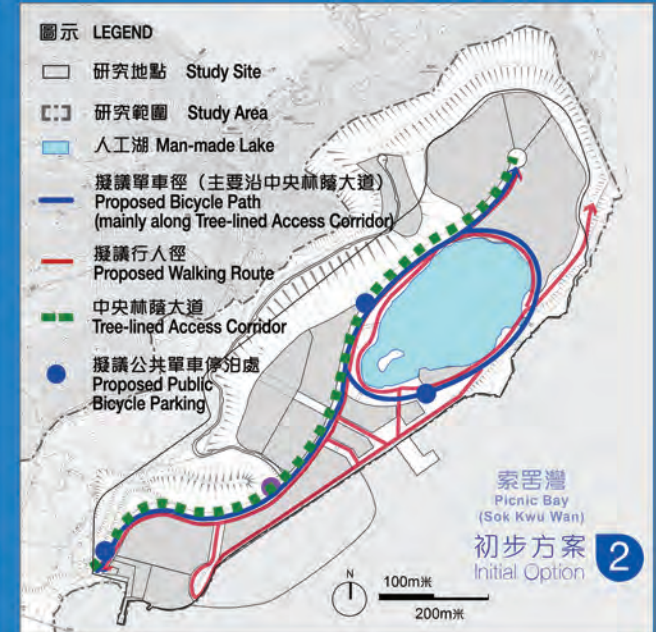 圖示 LEGEND
研究地點 Study Site
研究範圍 Study Area
人工湖 Man-made Lake
擬議單車徑（主要沿中央林蔭大道）
Proposed Bicycle Path
(mainly along Tree-lined Access Corridor)
擬議行人徑
Proposed Walking Route
中央林蔭大道
Tree-lined Access Corridor
擬議公共單車停泊處
Proposed Public
Bicycle Parking
索罟灣
Picnic Bay
(Sok Kwu Wan)
初步方案
Initial Option
2
N
100m米
200m米